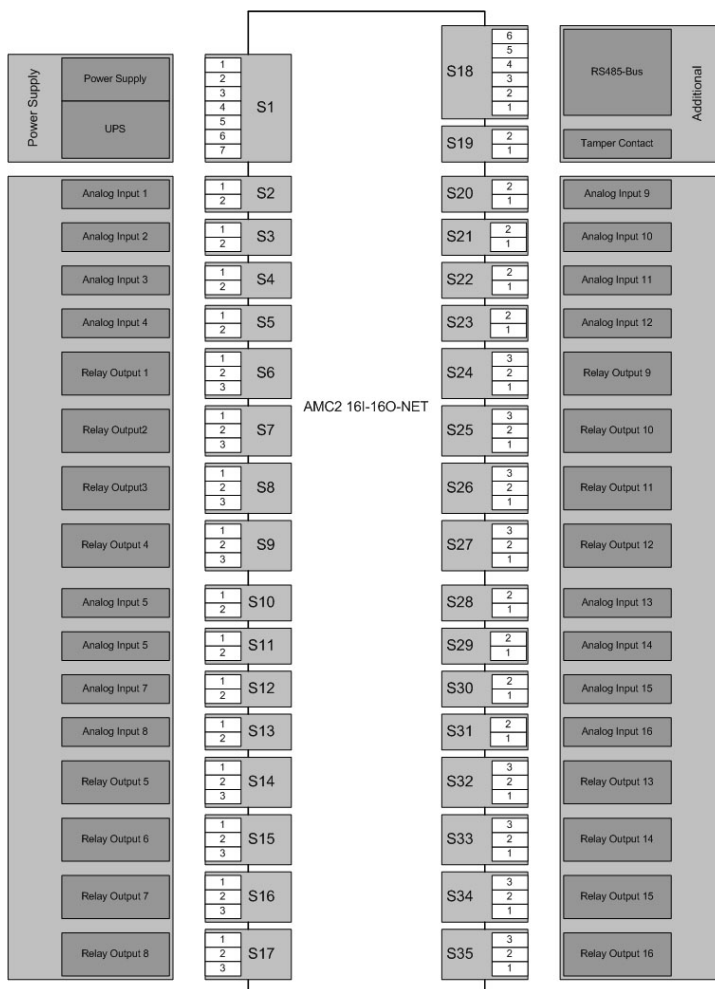 Power Supply
Power Supply
UPS
1
2
3
4
5
6
7
S1
Analog Input 1
1
2
S2
Analog Input 2
1
2
S3
Analog Input 3
1
2
S4
Analog Input 4
1
2
S5
Relay Output 1
1
2
3
S6
Relay Output2
1
2
3
S7
Relay Output3
1
2
3
S8
Relay Output 4
1
2
3
S9
Analog Input 5
1
2
S10
Analog Input 5
1
2
S11
Analog Input 7
1
2
S12
Analog Input 8
1
2
S13
Relay Output 5
1
2
3
S14
Relay Output 6
1
2
3
S15
Relay Output 7
1
2
3
S16
Relay Output 8
1
2
3
S17
AMC2 16I-16O-NET
S18
6
5
4
3
2
1
RS485-Bus
Additional
S19
2
1
Tamper Contact
S20
2
1
Analog Input 9
S21
2
1
Analog Input 10
S22
2
1
Analog Input 11
S23
2
1
Analog Input 12
S24
3
2
1
Relay Output 9
S25
3
2
1
Relay Output 10
S26
3
2
1
Relay Output 11
S27
3
2
1
Relay Output 12
S28
2
1
Analog Input 13
S29
2
1
Analog Input 14
S30
2
1
Analog Input 15
S31
2
1
Analog Input 16
S32
3
2
1
Relay Output 13
S33
3
2
1
Relay Output 14
S34
3
2
1
Relay Output 15
S35
3
2
1
Relay Output 16